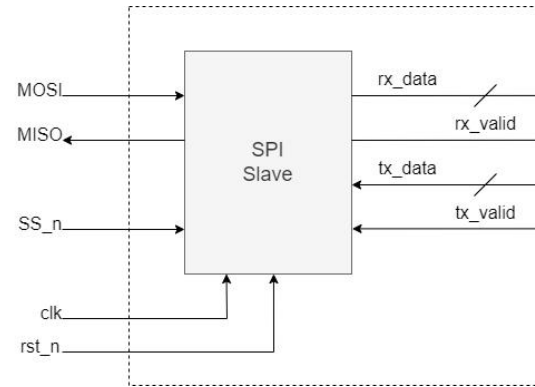 MOSI
MISO
SS_n
clk
rst_n
SPI
Slave
rx_data
rx_valid
tx_data
tx_valid